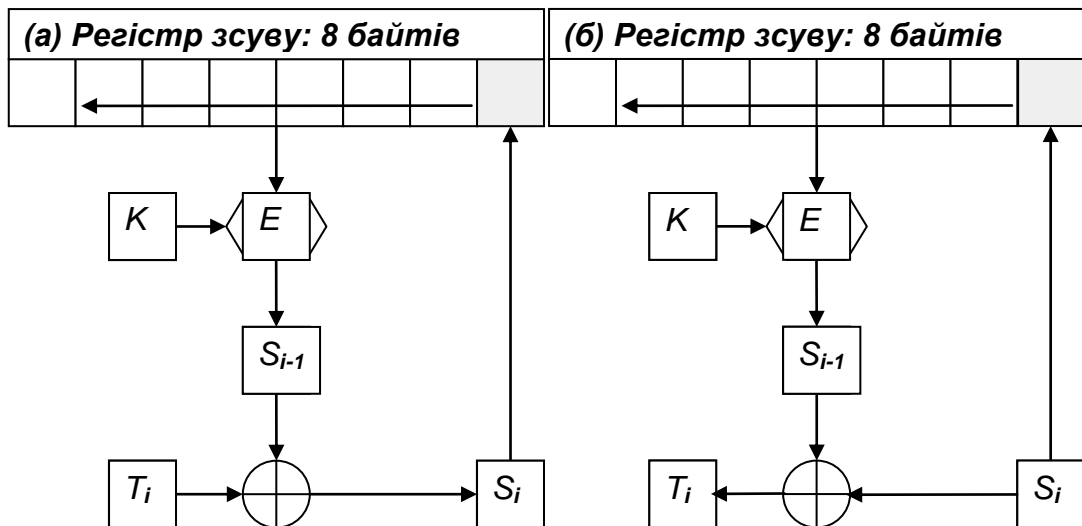 (а) Регістр зсуву: 8 байтів
(б) Регістр зсуву: 8 байтів
K
E
K
E
Si-1
Si-1
Ti
Si
Ti
Si